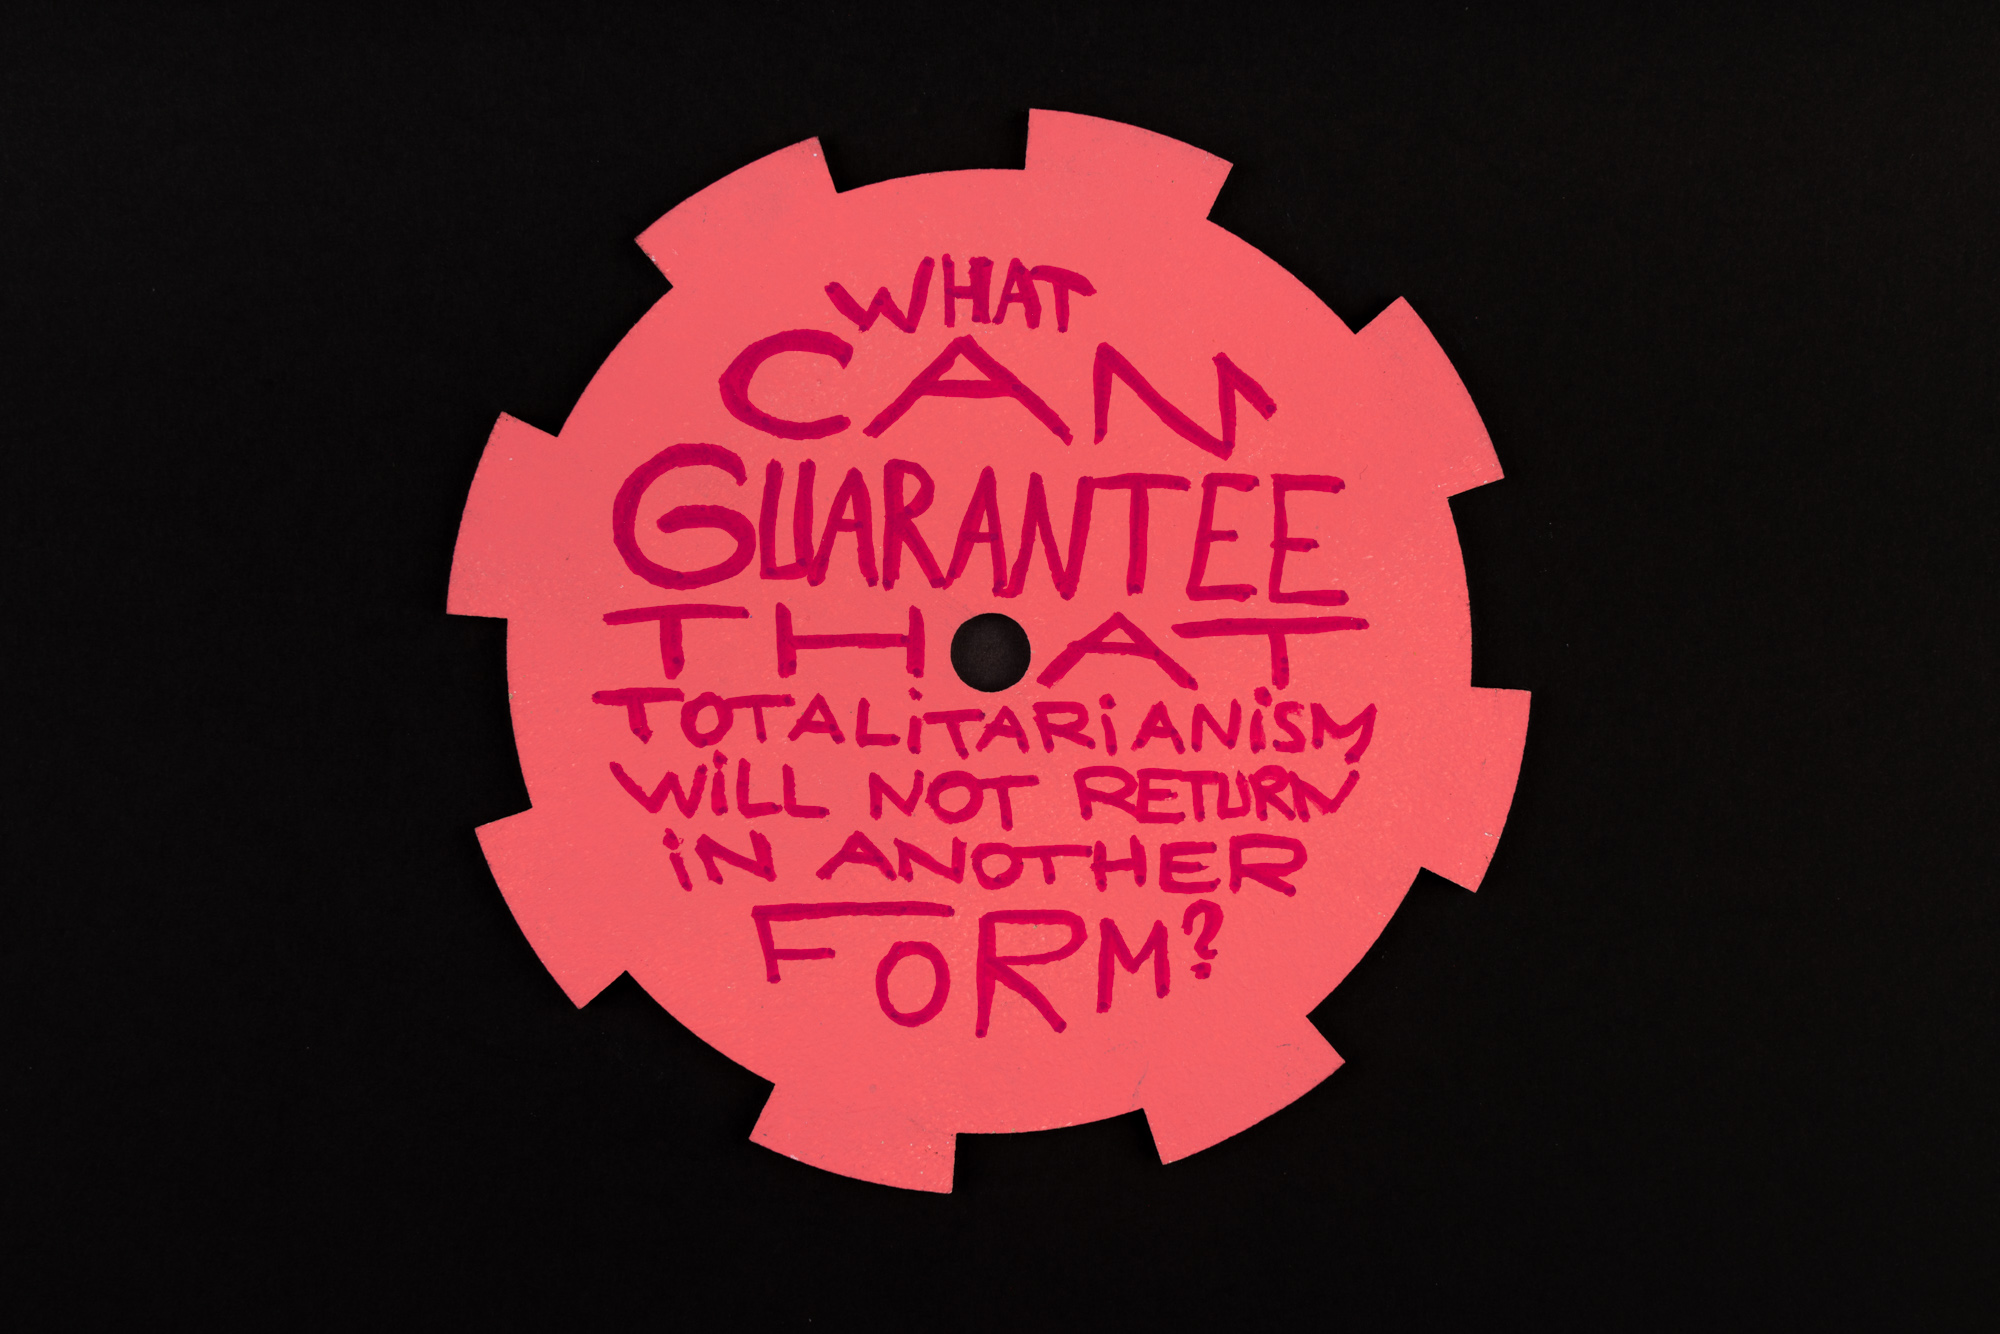 WHAT
CAN
GUARANTEE
THAT
TOTALiTARiANiSM
WiLL NOT RETURN
iN ANOTHER
FORM?